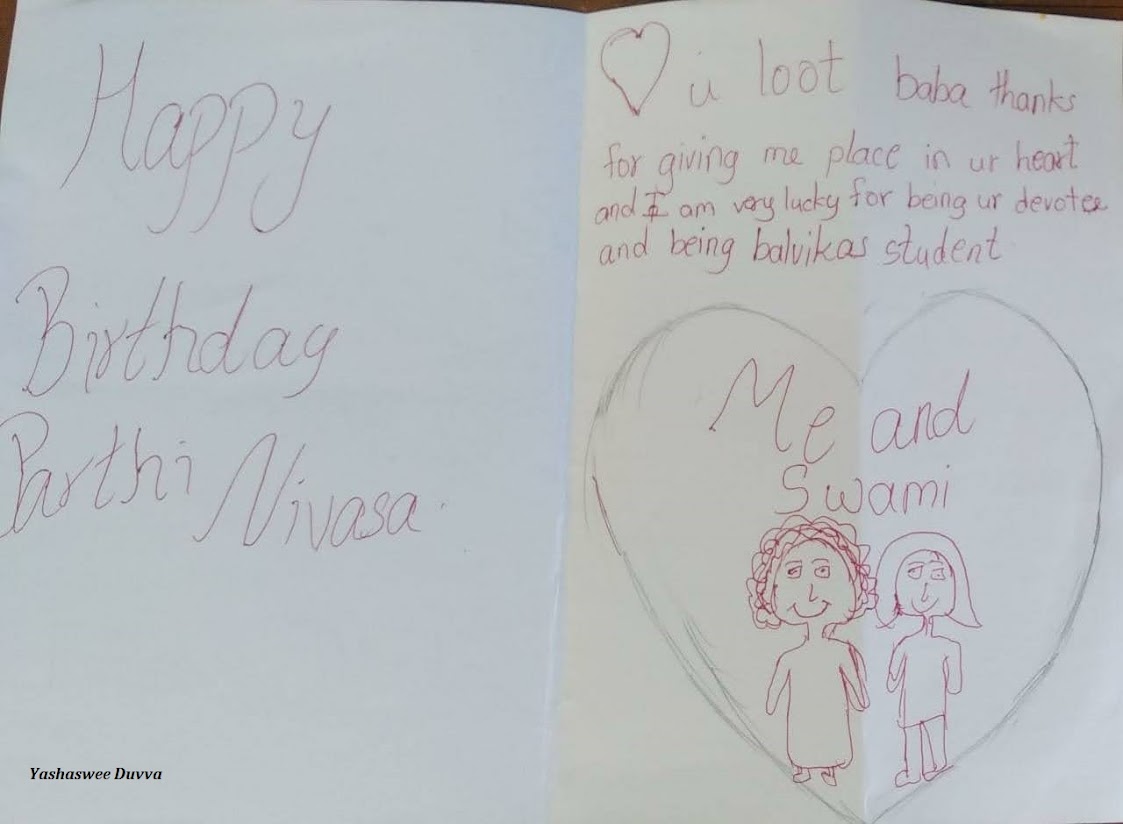 Happy
Birthday
Parthi Nivasa.
Yashaswee Duvva
u loot baba thanks
for giving me place in ur heart
and I am very lucky for being ur devotee
and being balvikas student
Me and
Swami